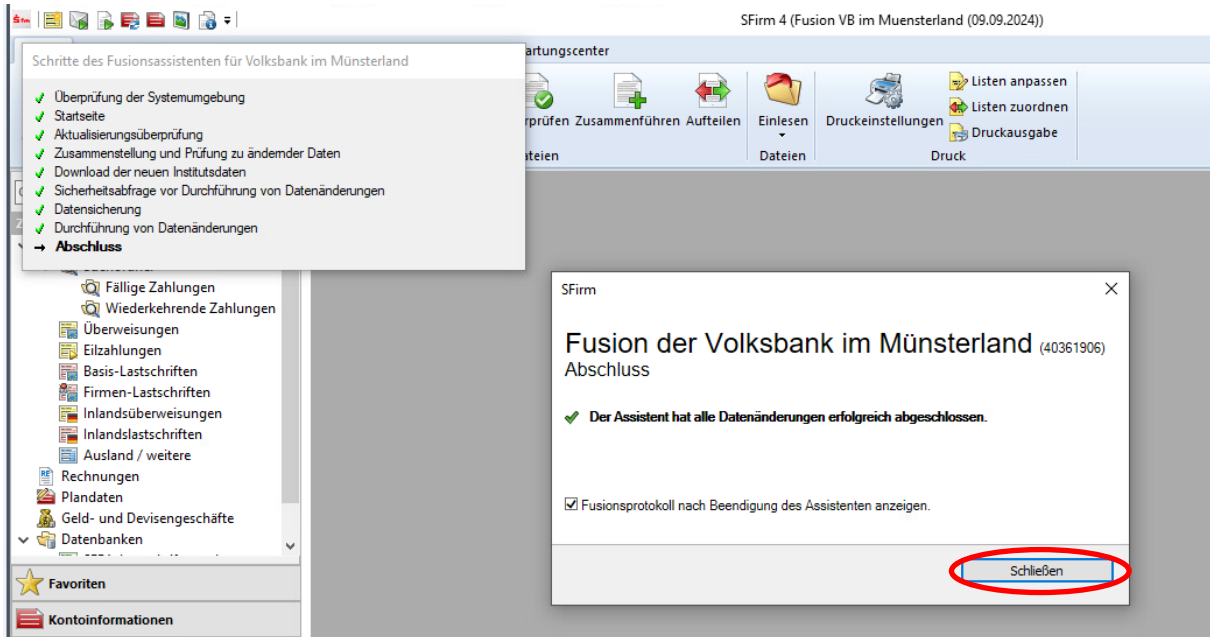 SFirm 4 (Fusion VB im Muensterland (09.09.2024))
artungscenter
Schritte des Fusionsassistenten für Volksbank im Münsterland
Überprüfung der Systemumgebung
Startseite
Aktualisierungsüberprüfung
Zusammenstellung und Prüfung zu ändernder Daten
Download der neuen Institutsdaten
Sicherheitsabfrage vor Durchführung von Datenänderungen
Datensicherung
Durchführung von Datenänderungen
→ Abschluss
rprüfen Zusammenführen Aufteilen
ateien
Einlesen
Dateien
Druckeinstellungen
Listen anpassen
Listen zuordnen
Druckausgabe
Druck
Fällige Zahlungen
Wiederkehrende Zahlungen
Überweisungen
Eilzahlungen
Basis-Lastschriften
Firmen-Lastschriften
Inlandsüberweisungen
Inlandslastschriften
Ausland / weitere
Rechnungen
Plandaten
Geld- und Devisengeschäfte
Datenbanken
Favoriten
Kontoinformationen
SFirm
Fusion der Volksbank im Münsterland (40361906)
Abschluss
Der Assistent hat alle Datenänderungen erfolgreich abgeschlossen.
Fusionsprotokoll nach Beendigung des Assistenten anzeigen.
Schließen